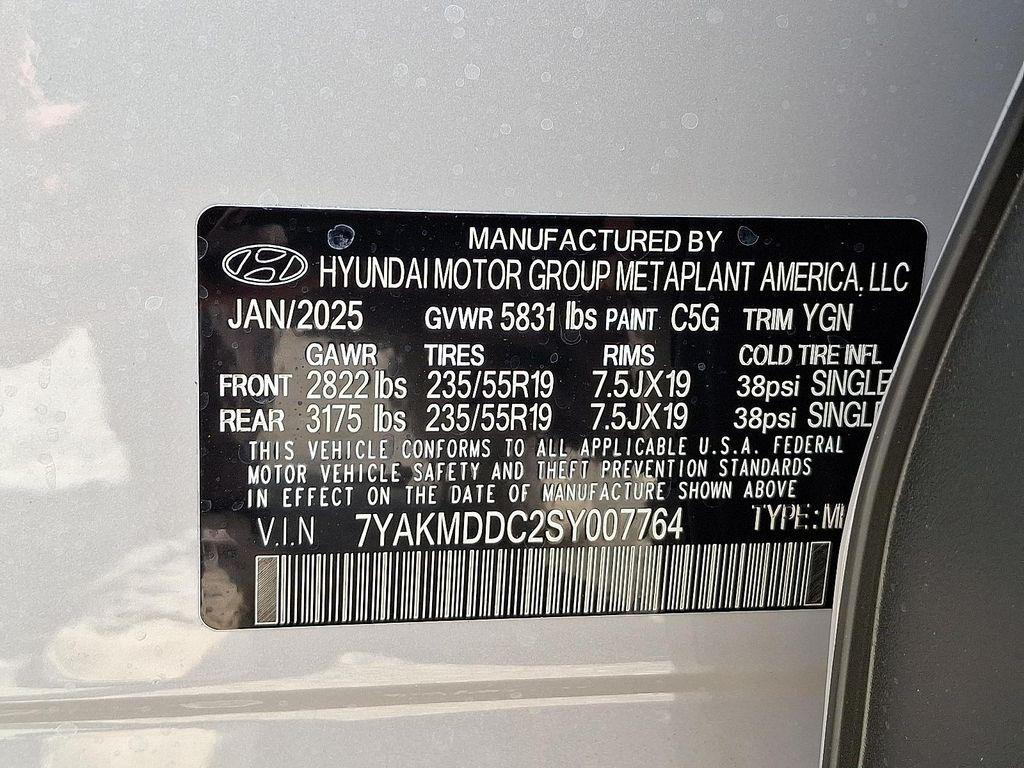 MANUFACTURED BY
HYUNDAI MOTOR GROUP METAPLANT AMERICA, LLC
JAN/2025 GVWR 5831 lbs PAINT C5G TRIM YGN
GAWR TIRES RIMS COLD TIRE INFL
FRONT 2822 lbs 235/55R19 7.5JX19 38psi SINGLE
REAR 3175 lbs 235/55R19 7.5JX19 38psi SINGL
THIS VEHICLE CONFORMS TO ALL APPLICABLE U.S.A. FEDERAL
MOTOR VEHICLE SAFETY AND THEFT PREVENTION STANDARDS
IN EFFECT ON THE DATE OF MANUFACTURE SHOWN ABOVE
V.I.N 7YAKMDDC2SY007764 TYPE: